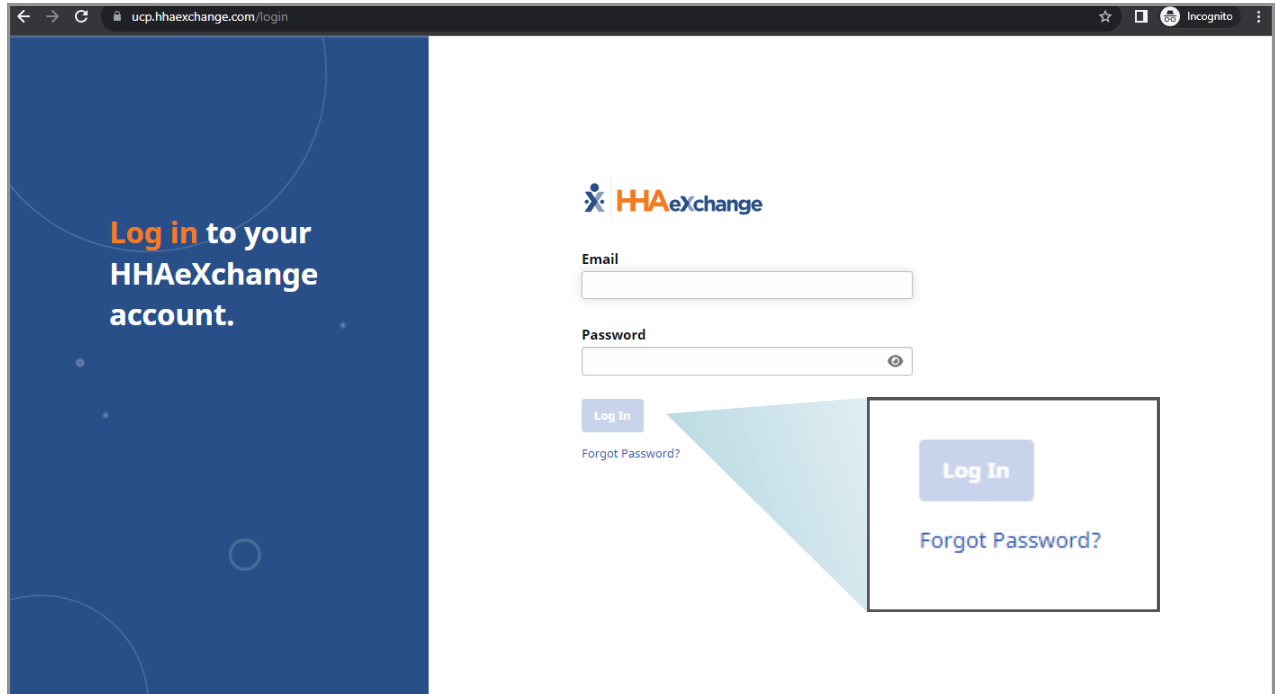 ucp.hhaexchange.com/login
Incognito
Log in to your
HHAeXchange
account.
HHAeXchange
Email
Password
Log In
Forgot Password?
Log In
Forgot Password?